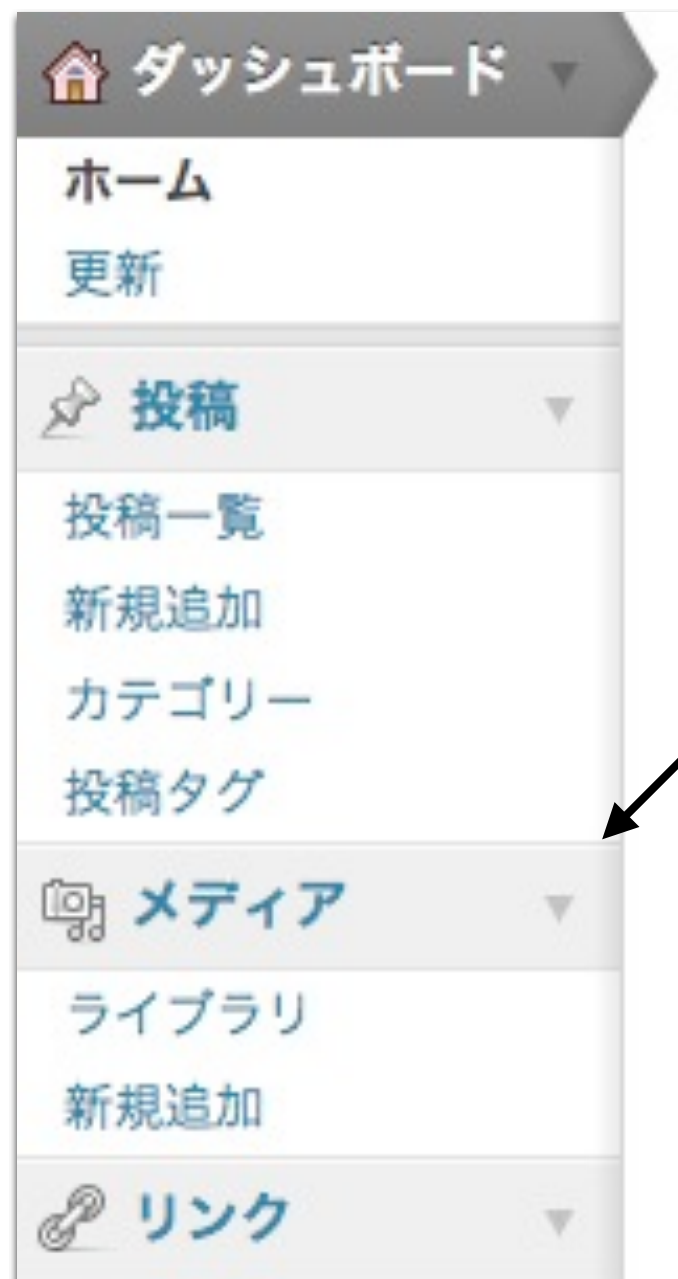 ダッシュボード
ホーム
更新
投稿
投稿一覧
新規追加
カテゴリー
投稿タグ
メディア
ライブラリ
新規追加
リンク